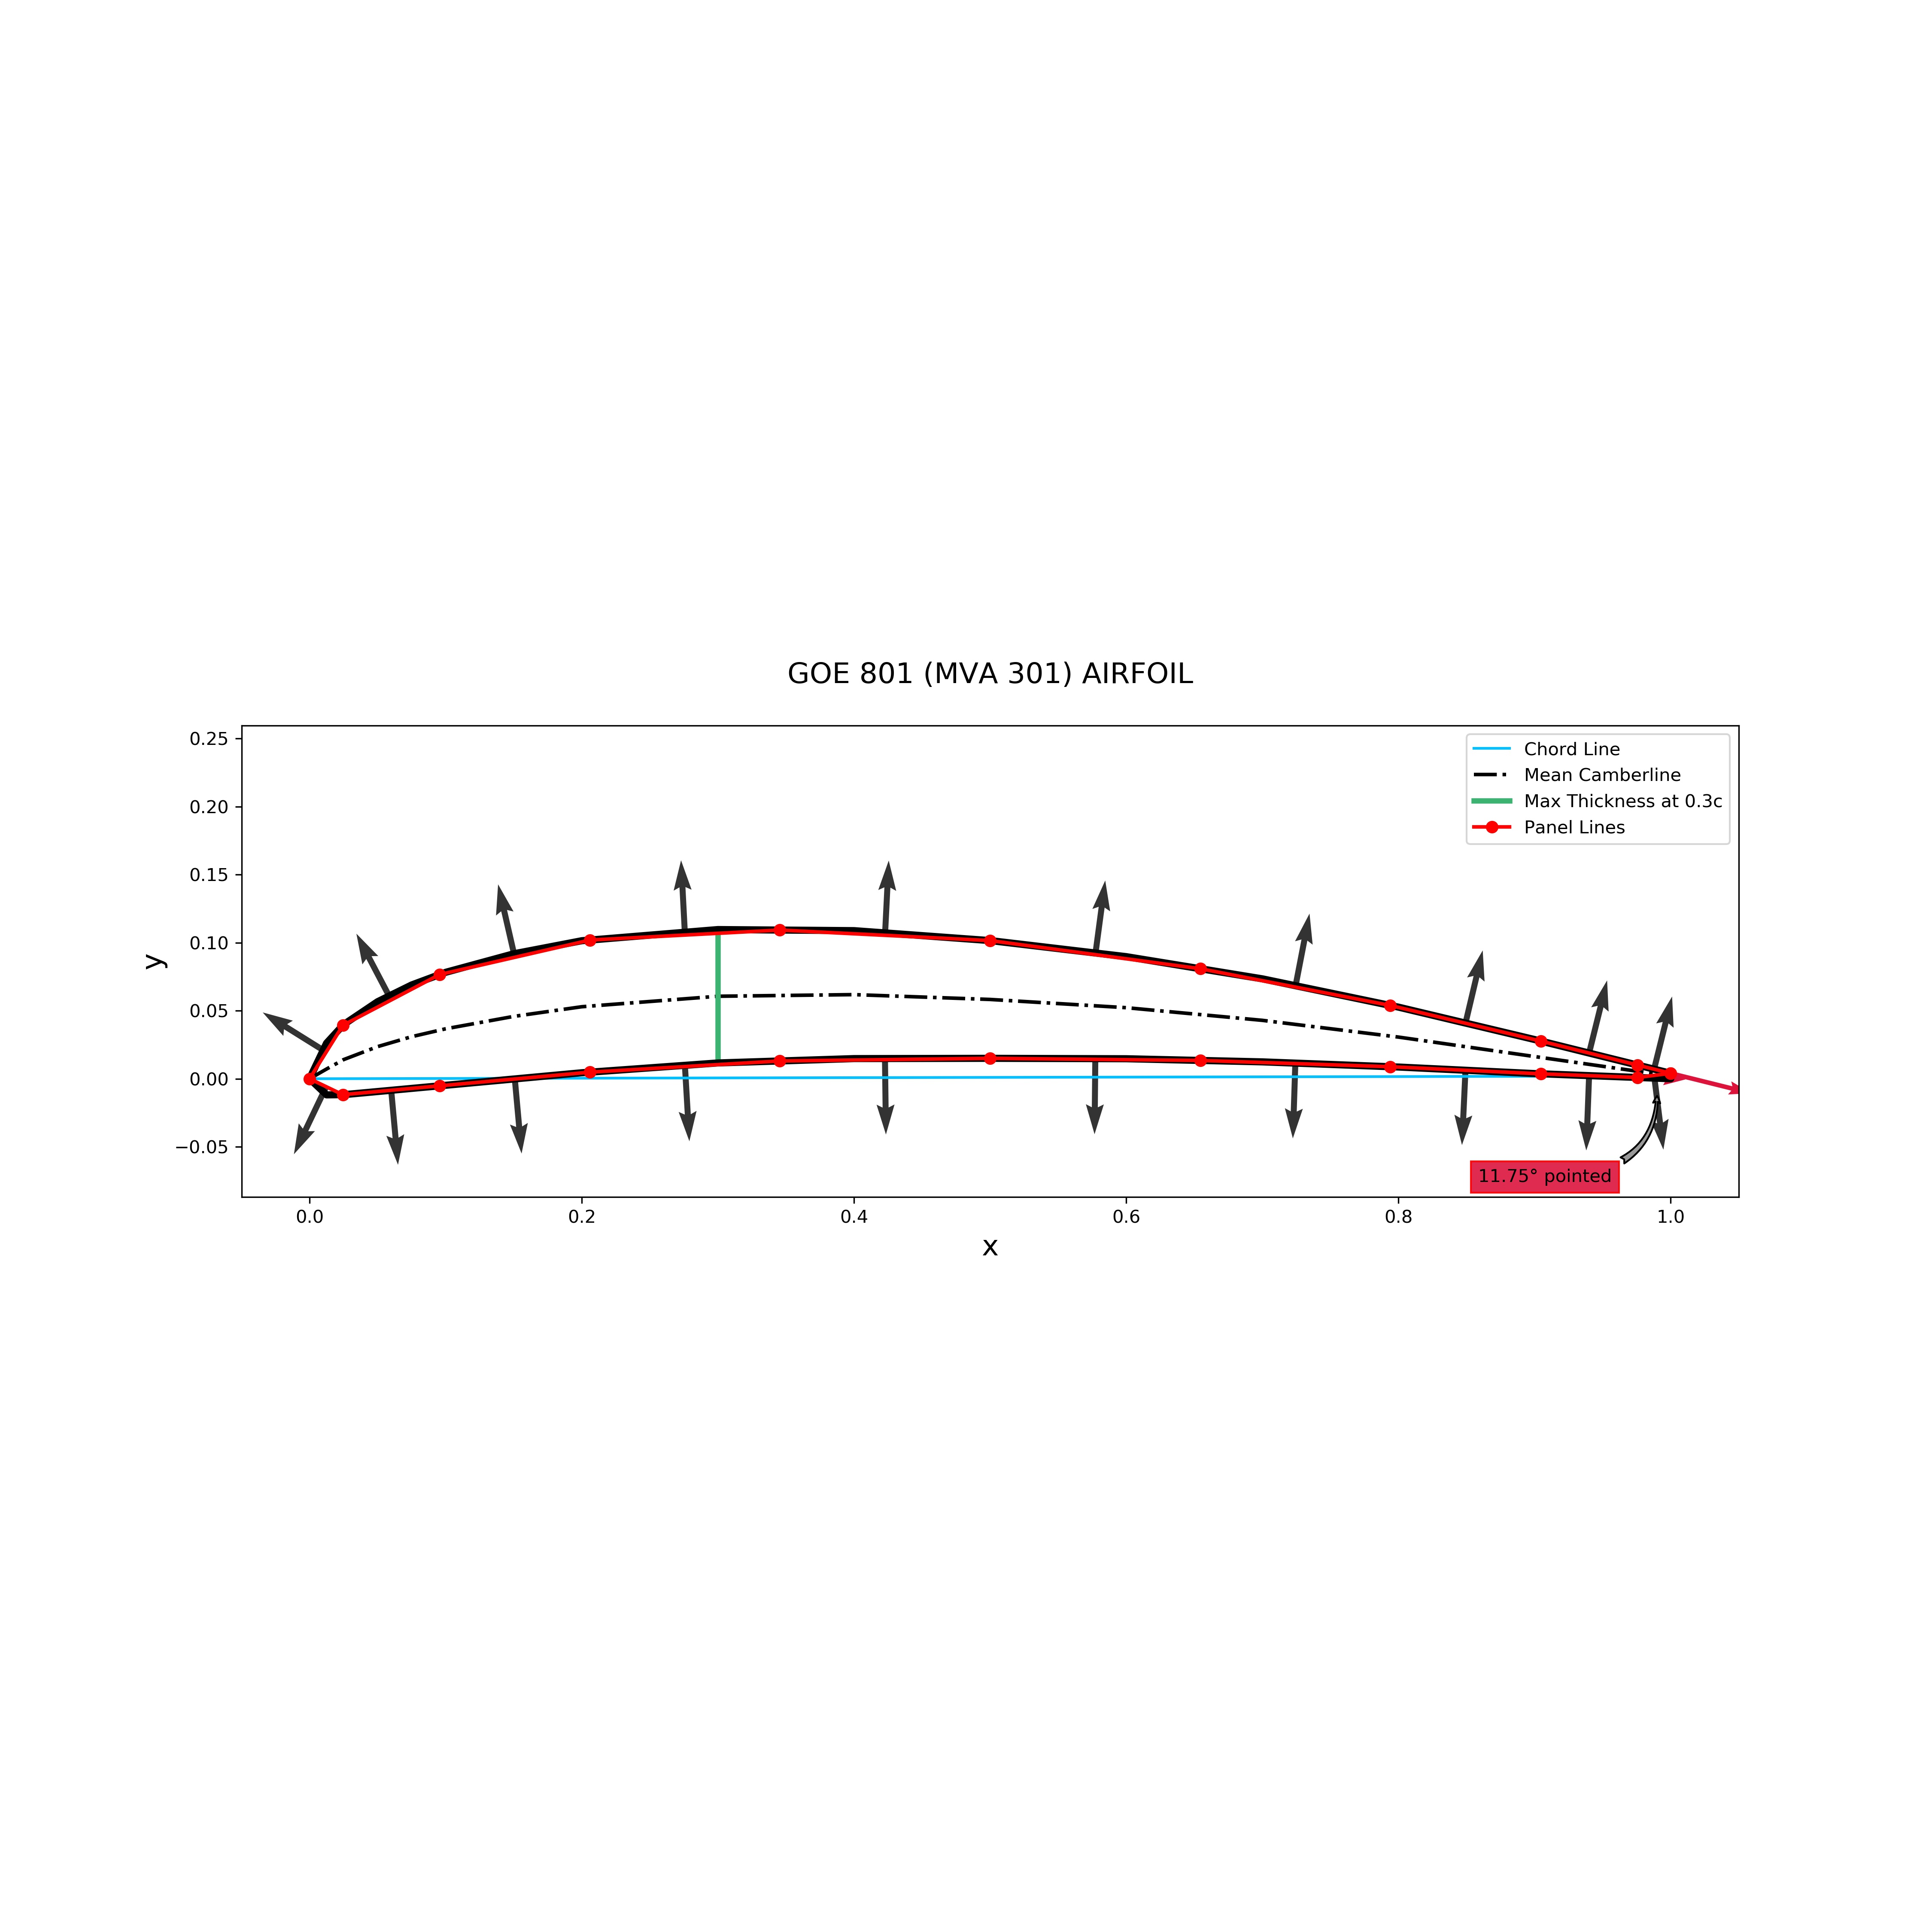 GOE 801 (MVA 301) AIRFOIL
Chord Line
Mean Camberline
Max Thickness at 0.3c
Panel Lines
0.25
0.20
0.15
0.10
0.05
0.00
−0.05
y
11.75° pointed
0.0 0.2 0.4 0.6 0.8 1.0
x